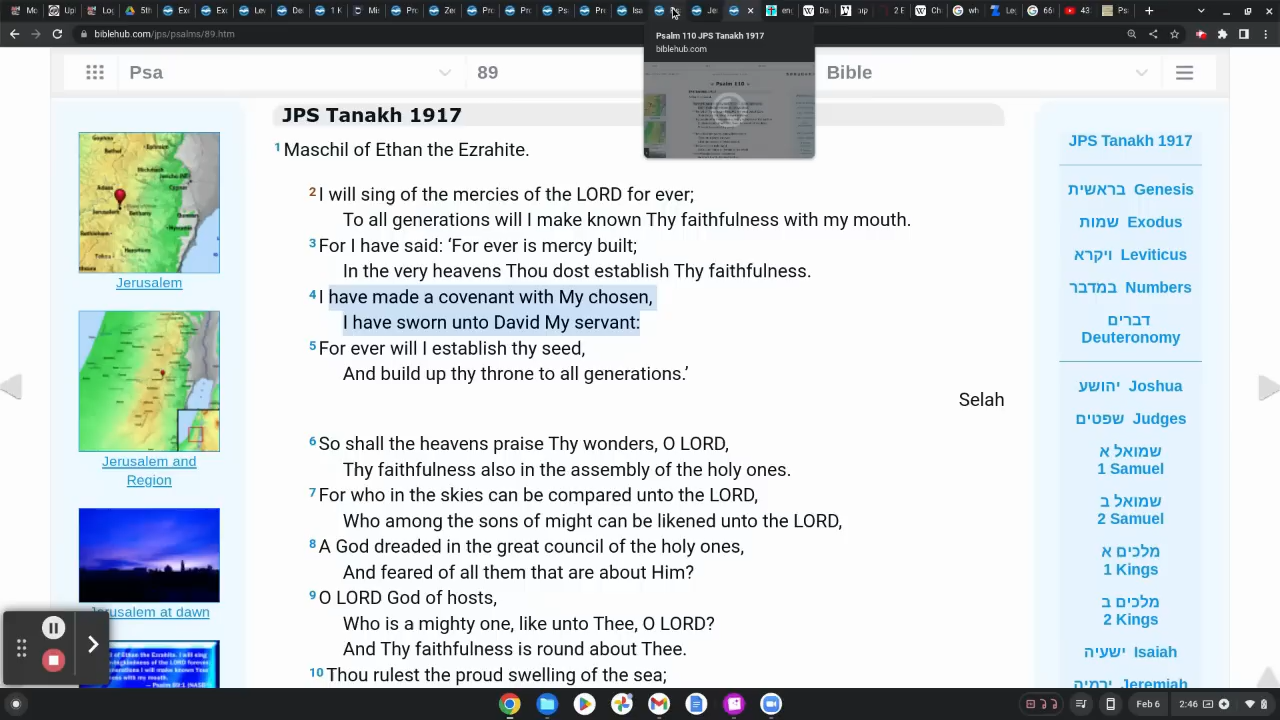 biblehub.com/jps/psalms/89.htm
Psalm 110 JPS Tanakh 1917
biblehub.com
Psa
89
Bible
JPS Tanakh 1917
1 Maschil of Ethan the Ezrahite.
2 I will sing of the mercies of the LORD for ever;
To all generations will I make known Thy faithfulness with my mouth.
3 For I have said: ‘For ever is mercy built;
In the very heavens Thou dost establish Thy faithfulness.
4 I have made a covenant with My chosen,
I have sworn unto David My servant:
5 For ever will I establish thy seed,
And build up thy throne to all generations.’
Selah
6 So shall the heavens praise Thy wonders, O LORD,
Thy faithfulness also in the assembly of the holy ones.
7 For who in the skies can be compared unto the LORD,
Who among the sons of might can be likened unto the LORD,
8 A God dreaded in the great council of the holy ones,
And feared of all them that are about Him?
9 O LORD God of hosts,
Who is a mighty one, like unto Thee, O LORD?
And Thy faithfulness is round about Thee.
10 Thou rulest the proud swelling of the sea;
Jerusalem
Jerusalem and
Region
Jerusalem at dawn
JPS Tanakh 1917
בראשית Genesis
שמות Exodus
ויקרא Leviticus
במדבר Numbers
דברים
Deuteronomy
יהושע Joshua
שפטים Judges
שמואל א
1 Samuel
שמואל ב
2 Samuel
מלכים א
1 Kings
מלכים ב
2 Kings
ישעיה Isaiah
ירמיה Jeremiah
Feb 6
2:46